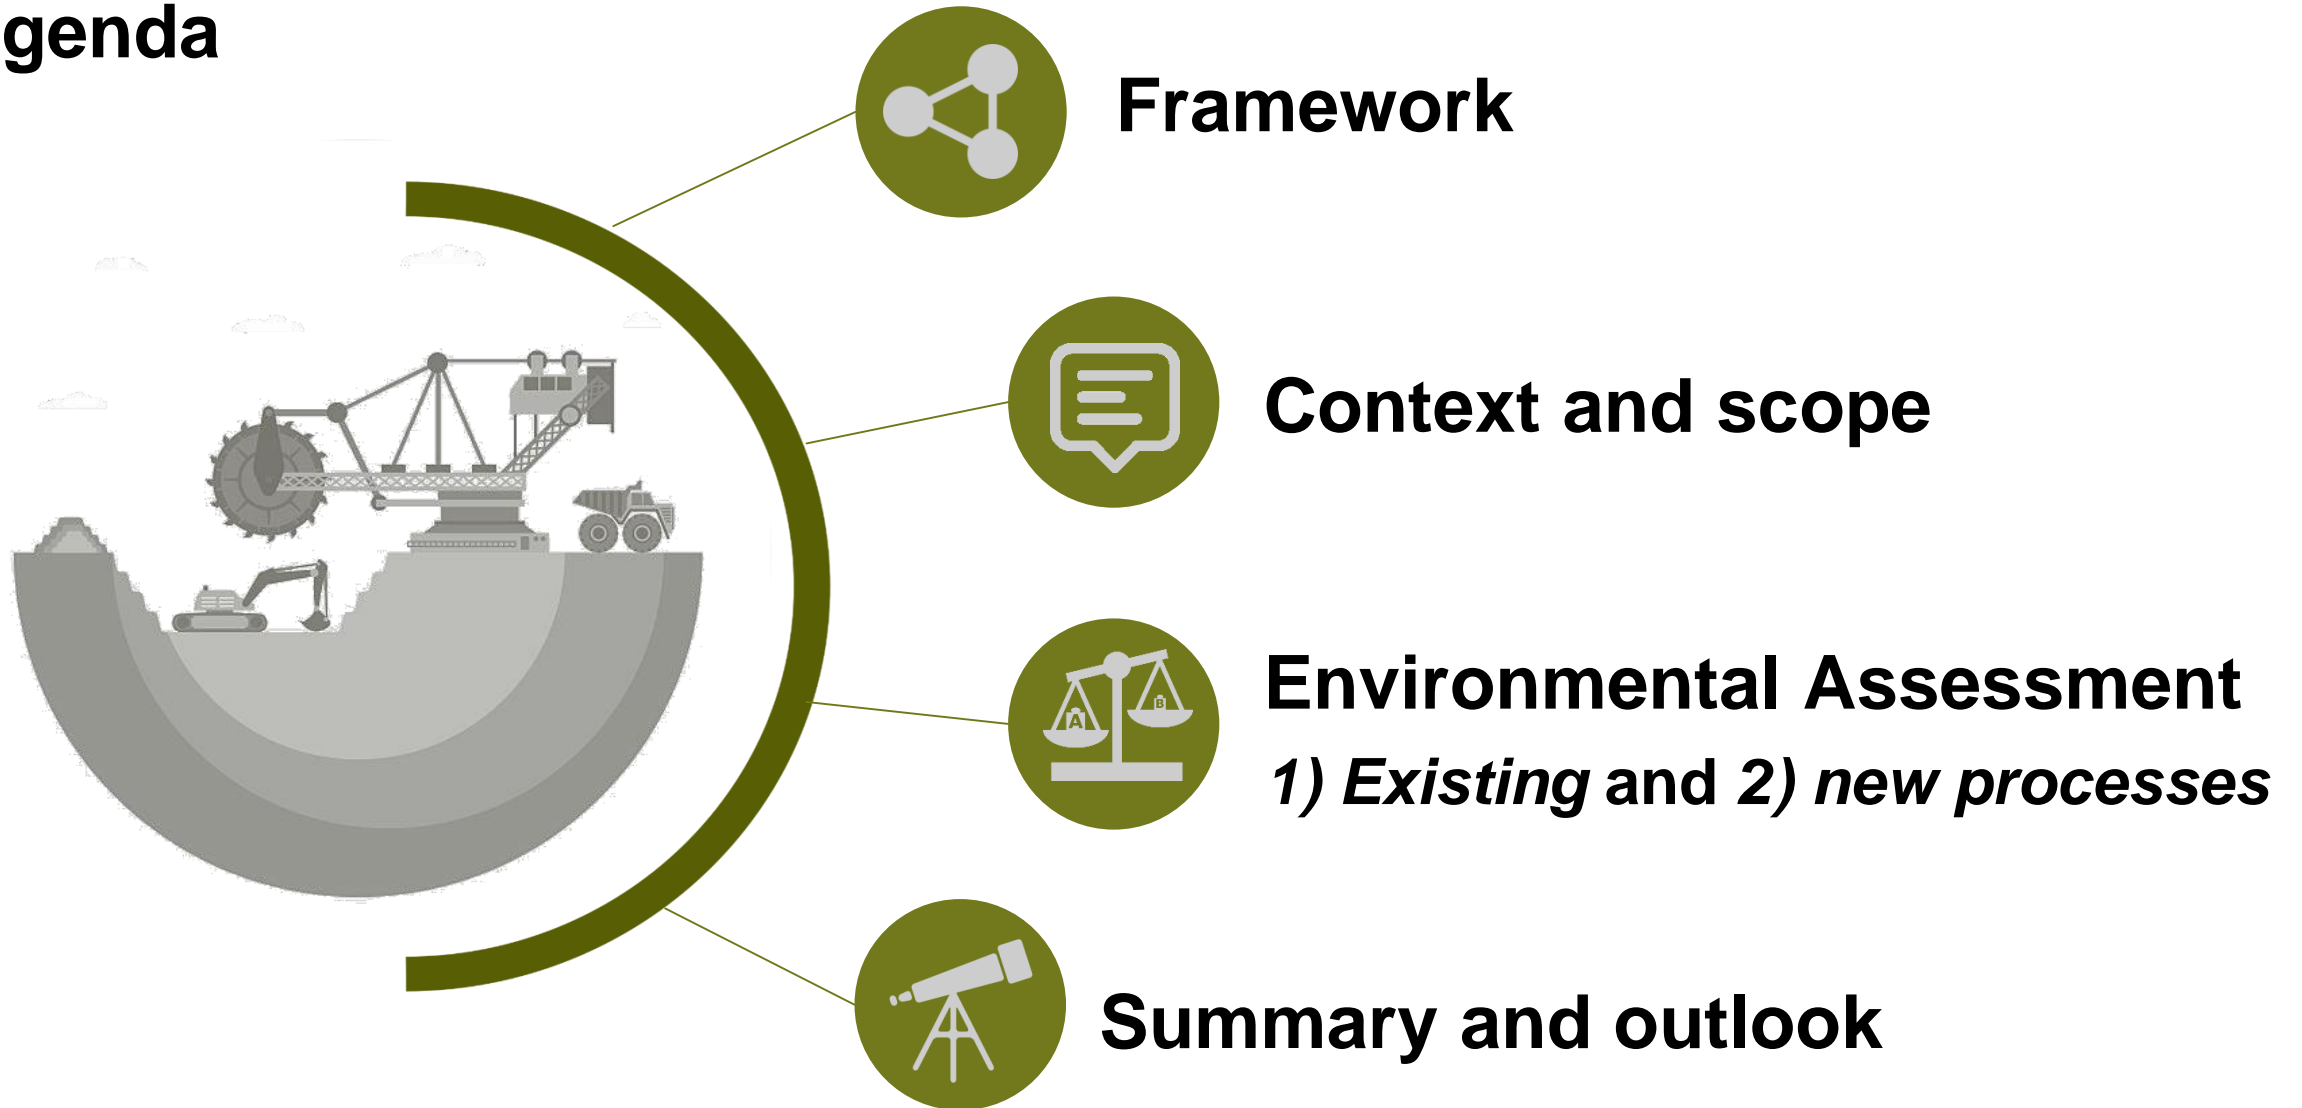 genda
Framework
Context and scope
Environmental Assessment
A
B
1) Existing and 2) new processes
Summary and outlook